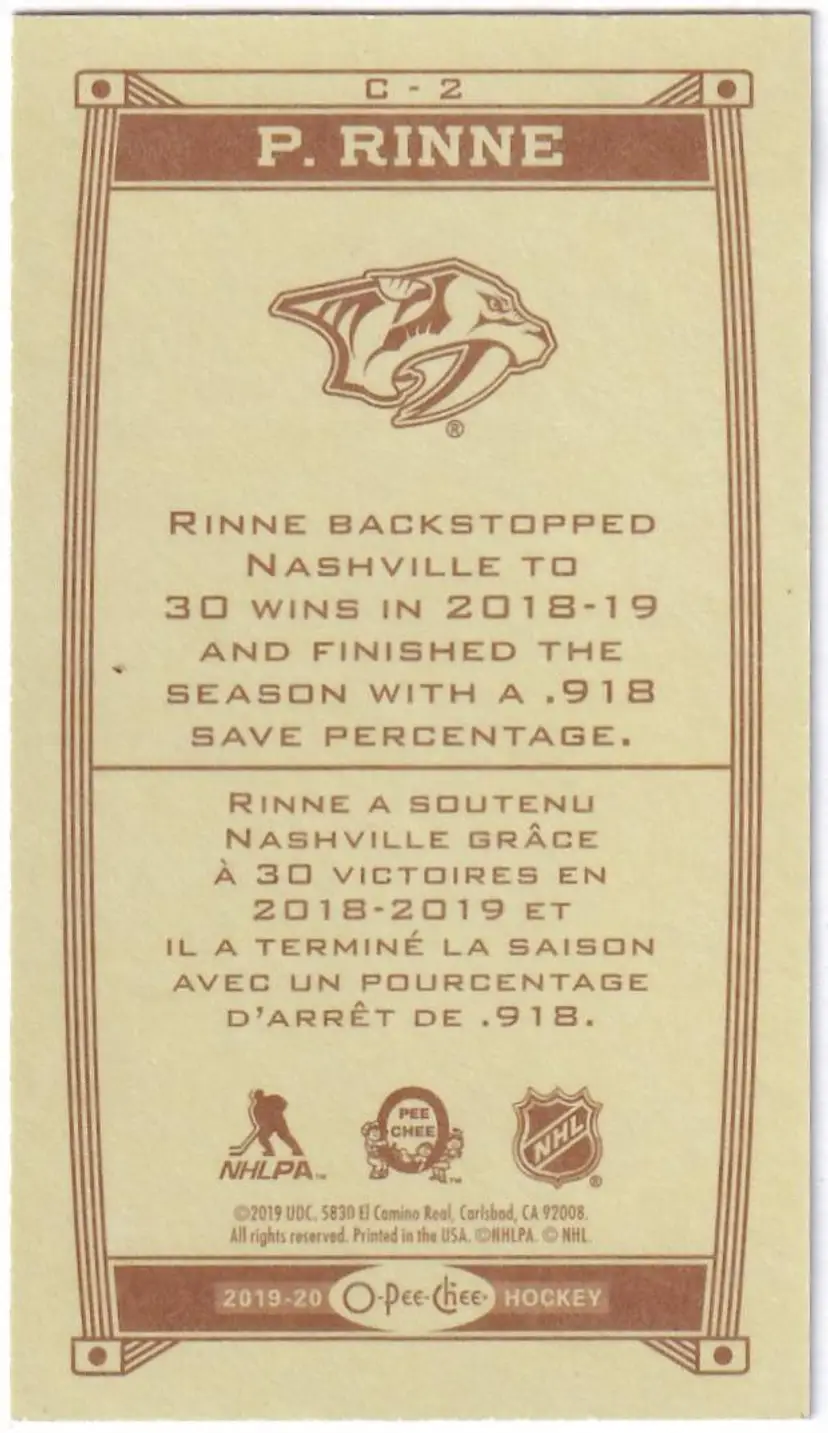 C - 2
P. RINNE
®
RINNE BACKSTOPPED
NASHVILLE TO
30 WINS IN 2018-19
AND FINISHED THE
SEASON WITH A .918
SAVE PERCENTAGE.
RINNE A SOUTENU
NASHVILLE GRÂCE
À 30 VICTOIRES EN
2018-2019 ET
IL A TERMINÉ LA SAISON
AVEC UN POURCENTAGE
D'ARRÊT DE .918.
NHLPA™ PEE CHEE ™ NHL ®
©2019 UDC. 5830 El Camino Real, Carlsbad, CA 92008.
All rights reserved. Printed in the USA. ©NHLPA. © NHL.
2019-20 O-Pee-Chee® HOCKEY